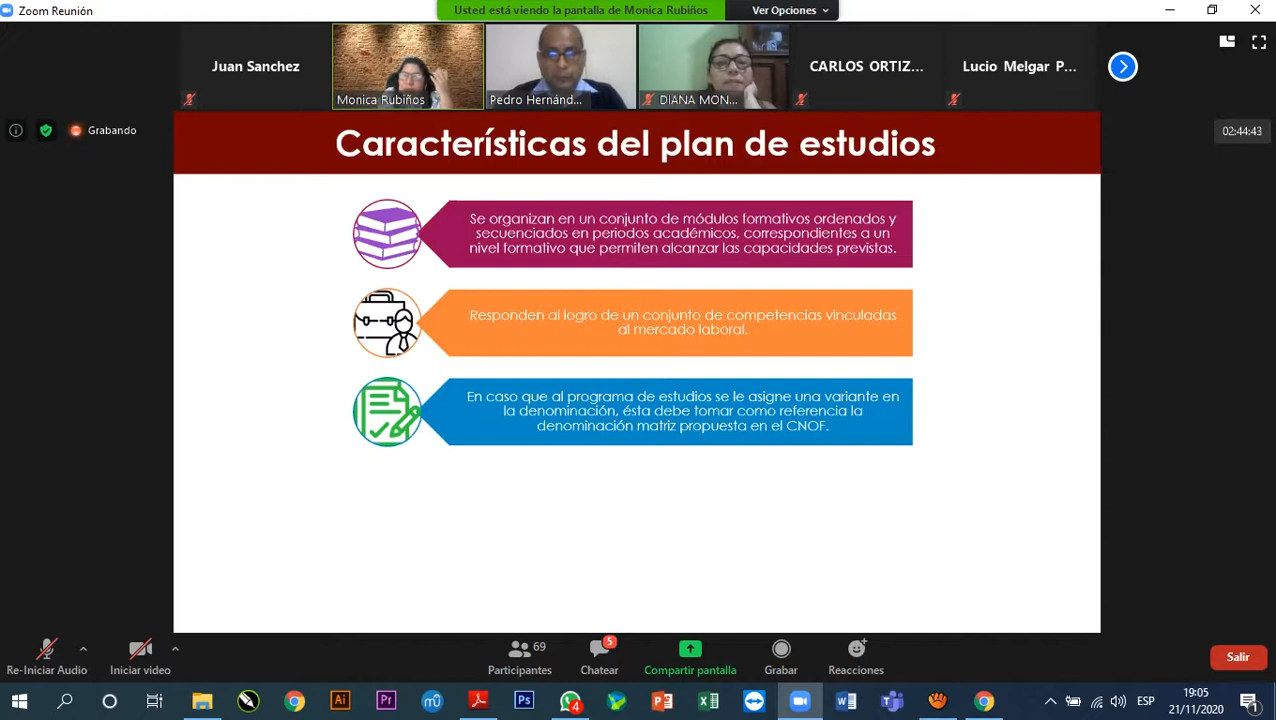 Zoom Reunión
Usted está viendo la pantalla de Monica Rubiños
Ver Opciones
Juan Sanchez
Monica Rubiños
Pedro Hernánd...
DIANA MON...
CARLOS ORTIZ...
Lucio Melgar P...
Grabando
02:44:43
Características del plan de estudios
Se organizan en un conjunto de módulos formativos ordenados y
secuenciados en periodos académicos, correspondientes a un
nivel formativo que permiten alcanzar las capacidades previstas.
Responden al logro de un conjunto de competencias vinculadas
al mercado laboral.
En caso que al programa de estudios se le asigne una variante en
la denominación, ésta debe tomar como referencia la
denominación matriz propuesta en el CNOF.
Re-Iniciar Audio
Iniciar video
69
Participantes
5
Chatear
Compartir pantalla
Grabar
Reacciones
Salir
Ai
Pr
Ps
4
ESP
19:05
21/11/2020
1